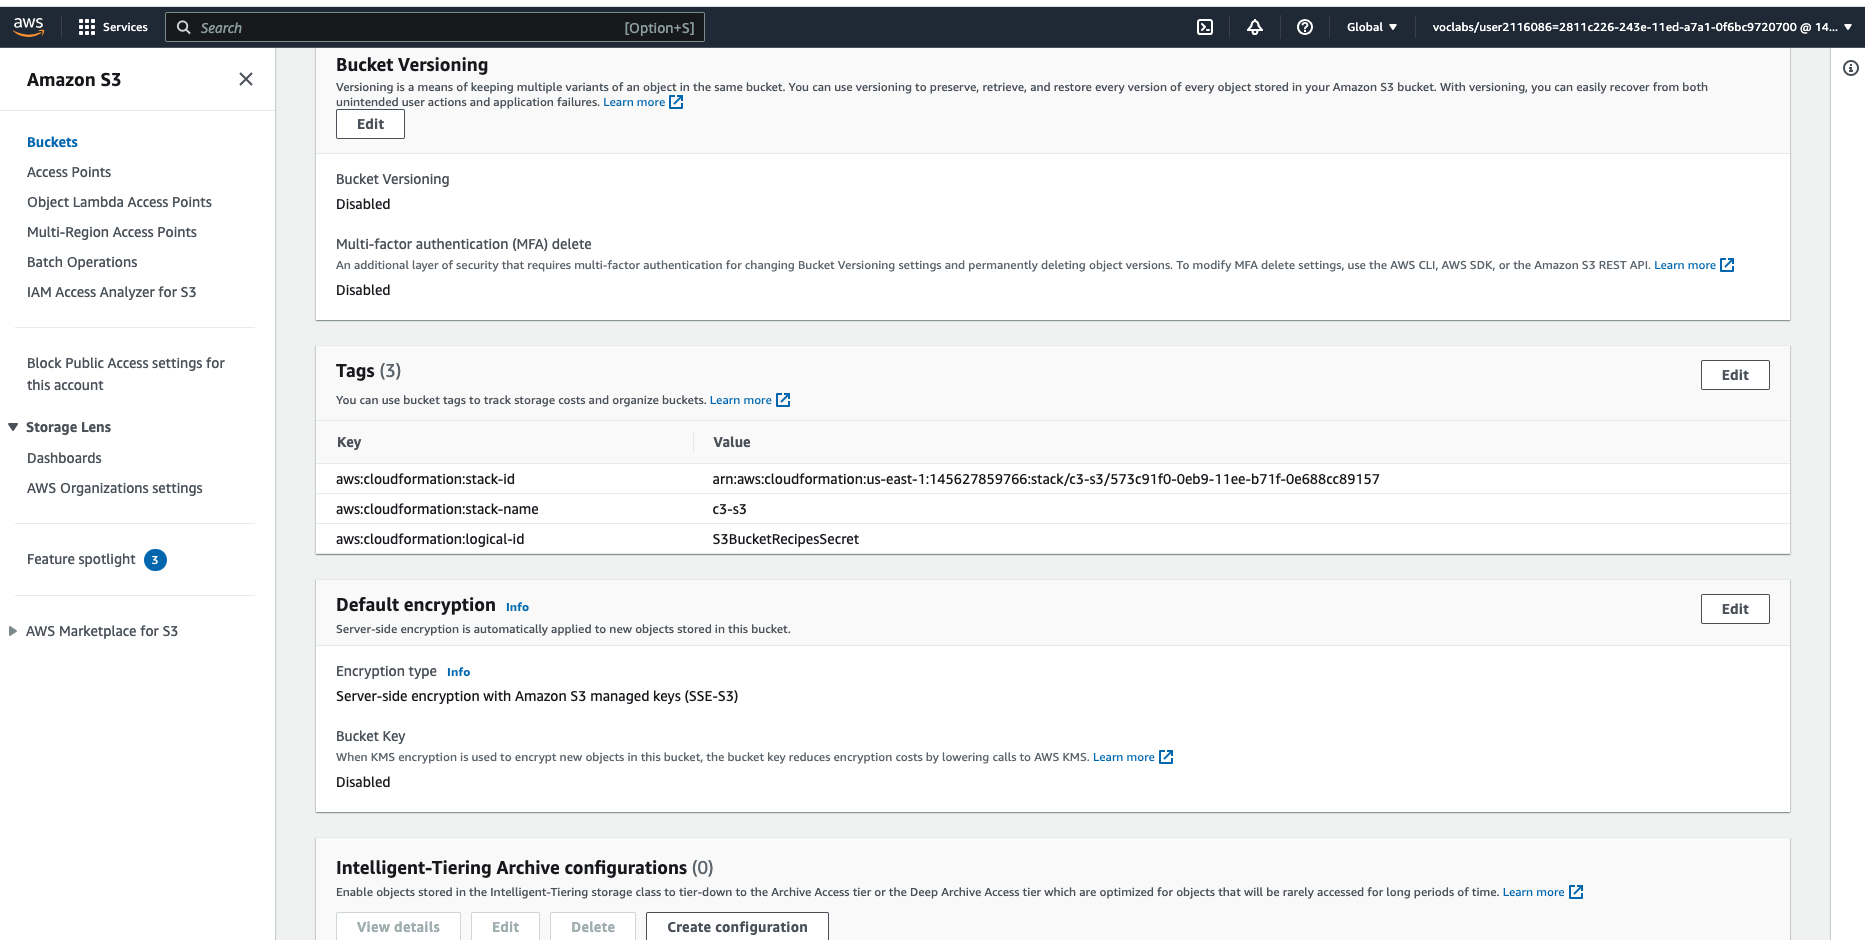 aws
Services
Search
[Option+S]
Global
voclabs/user2116086=2811c226-243e-11ed-a7a1-0f6bc9720700 @ 14...
Amazon S3
Buckets
Access Points
Object Lambda Access Points
Multi-Region Access Points
Batch Operations
IAM Access Analyzer for S3
Block Public Access settings for
this account
Storage Lens
Dashboards
AWS Organizations settings
Feature spotlight 3
AWS Marketplace for S3
Bucket Versioning
Versioning is a means of keeping multiple variants of an object in the same bucket. You can use versioning to preserve, retrieve, and restore every version of every object stored in your Amazon S3 bucket. With versioning, you can easily recover from both
unintended user actions and application failures. Learn more
Edit
Bucket Versioning
Disabled
Multi-factor authentication (MFA) delete
An additional layer of security that requires multi-factor authentication for changing Bucket Versioning settings and permanently deleting object versions. To modify MFA delete settings, use the AWS CLI, AWS SDK, or the Amazon S3 REST API. Learn more
Disabled
Tags (3)
Edit
You can use bucket tags to track storage costs and organize buckets. Learn more
Key Value
aws:cloudformation:stack-id arn:aws:cloudformation:us-east-1:145627859766:stack/c3-s3/573c91f0-0eb9-11ee-b71f-0e688cc89157
aws:cloudformation:stack-name c3-s3
aws:cloudformation:logical-id S3BucketRecipesSecret
Default encryption Info
Edit
Server-side encryption is automatically applied to new objects stored in this bucket.
Encryption type Info
Server-side encryption with Amazon S3 managed keys (SSE-S3)
Bucket Key
When KMS encryption is used to encrypt new objects in this bucket, the bucket key reduces encryption costs by lowering calls to AWS KMS. Learn more
Disabled
Intelligent-Tiering Archive configurations (0)
Enable objects stored in the Intelligent-Tiering storage class to tier-down to the Archive Access tier or the Deep Archive Access tier which are optimized for objects that will be rarely accessed for long periods of time. Learn more
View details Edit Delete Create configuration